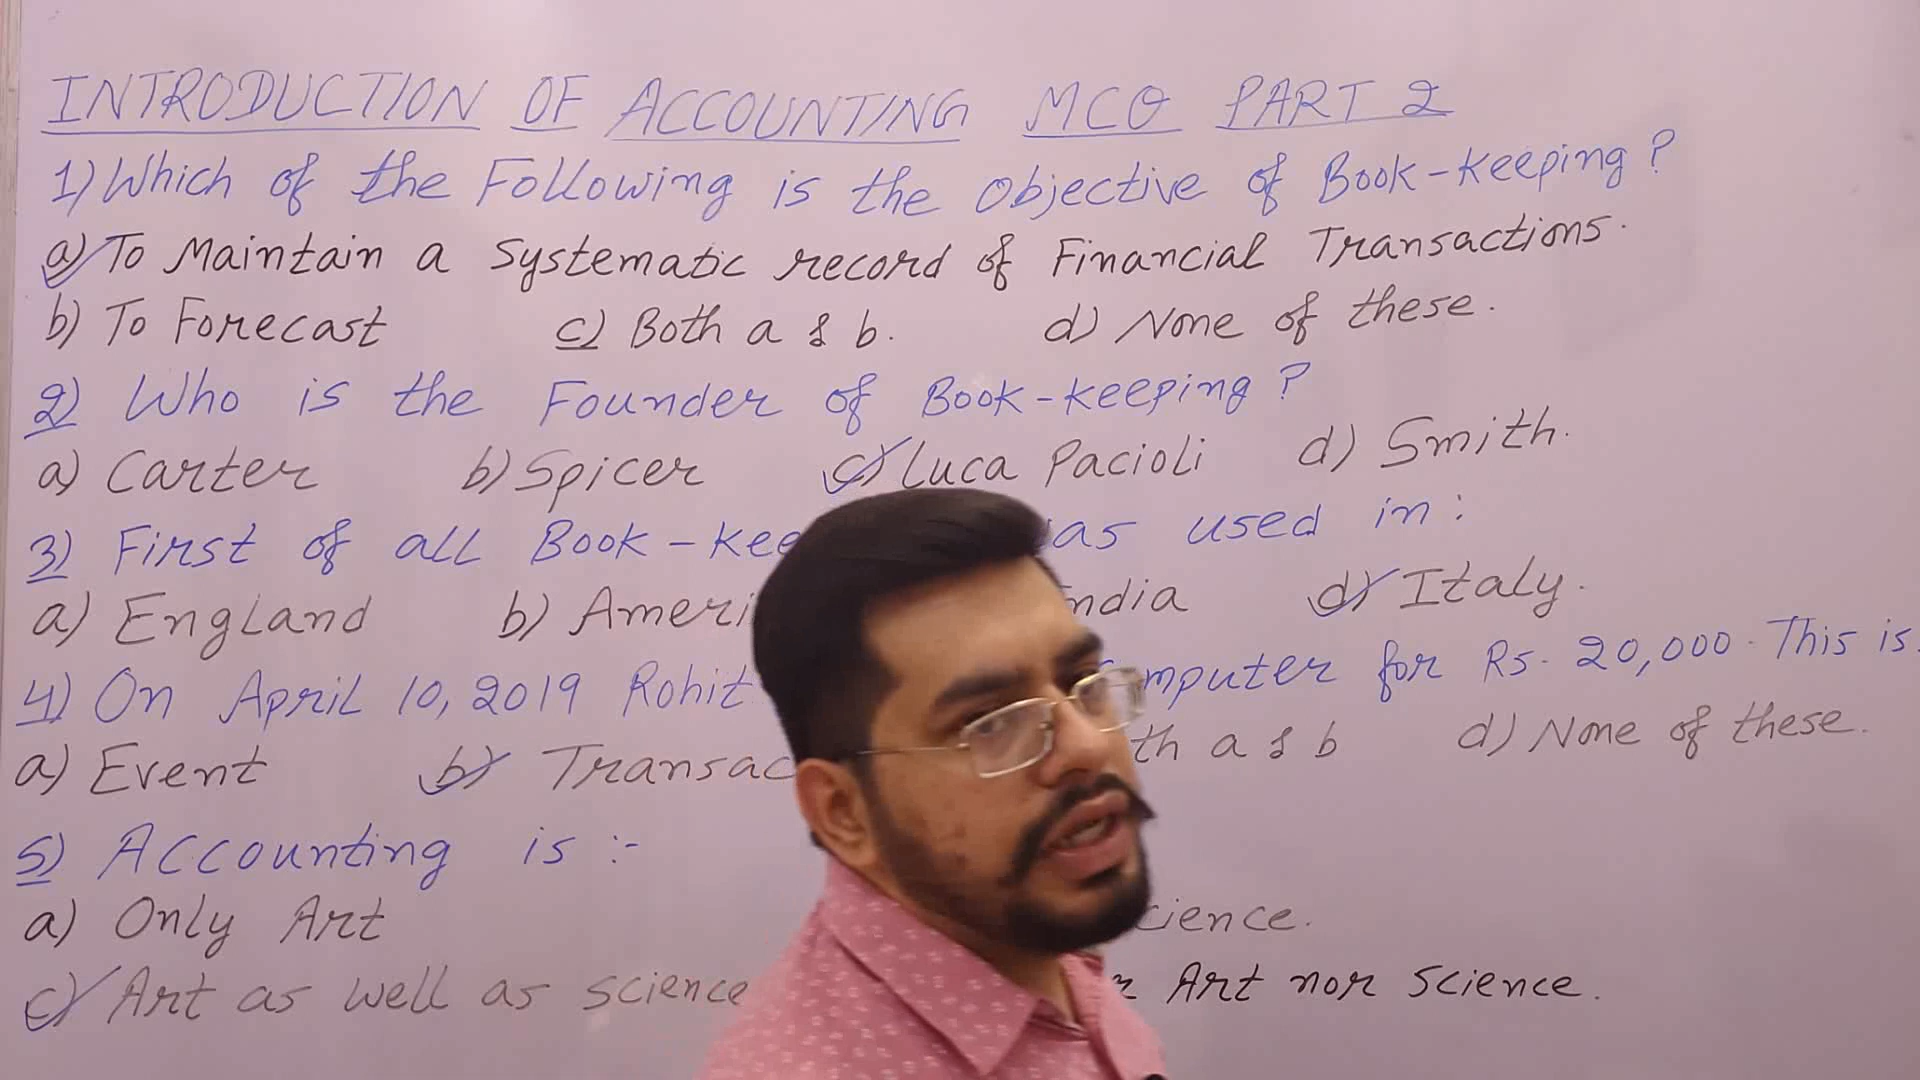 INTRODUCTION OF ACCOUNTING MCQ PART 2
1) Which of the Following is the Objective of Book-keeping?
a) To Maintain a Systematic record of Financial Transactions.
b) To Forecast c) Both a & b. d) None of these.
2) Who is the Founder of Book-keeping?
a) Carter b) Spicer c) Luca Pacioli d) Smith.
3) First of all Book-kee as used in:
a) England b) Ameri ndia d) Italy.
4) On April 10, 2019 Rohit mputer for Rs. 20,000. This is
a) Event b) Transac th a & b d) None of these.
5) Accounting is :-
a) Only Art cience.
c) Art as well as science Art nor Science.